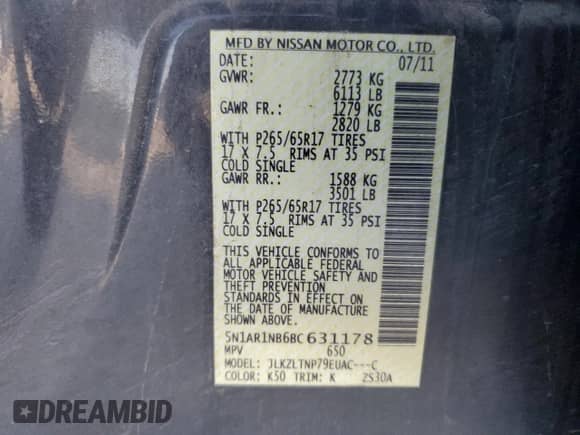 MFD BY NISSAN MOTOR CO., LTD.
DATE: 07/11
GVWR: 2773 KG
6113 LB
GAWR FR.: 1279 KG
2820 LB
WITH P265/65R17 TIRES
17 X 7.5 RIMS AT 35 PSI
COLD SINGLE
GAWR RR.: 1588 KG
3501 LB
WITH P265/65R17 TIRES
17 X 7.5 RIMS AT 35 PSI
COLD SINGLE
THIS VEHICLE CONFORMS TO
ALL APPLICABLE FEDERAL
MOTOR VEHICLE SAFETY AND
THEFT PREVENTION
STANDARDS IN EFFECT ON
THE DATE OF MANUFACTURE
SHOWN ABOVE.
5N1AR1NB6BC631178
MPV 650
MODEL: JLKZLTNP79EUAC---C
COLOR: K50 TRIM: K 2S30A
DREAMBID
.COM